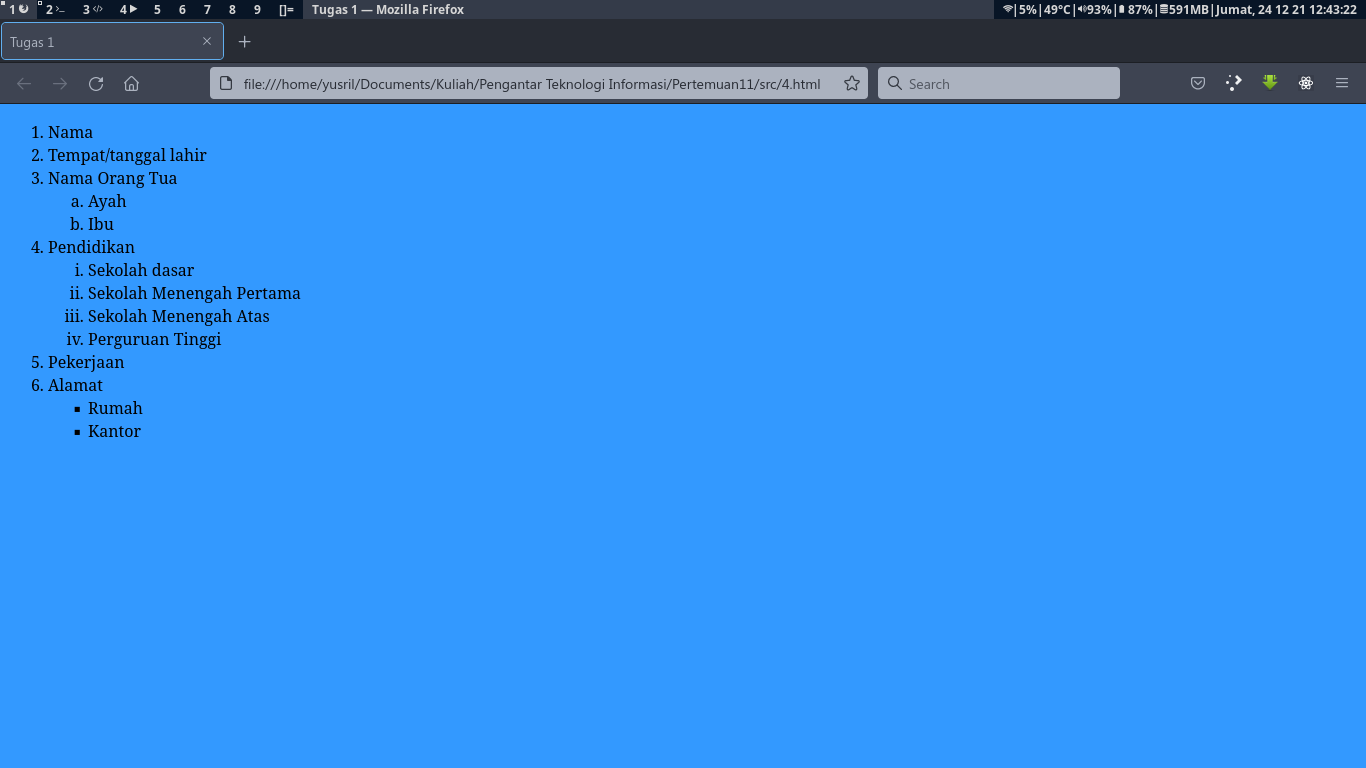 1 2 3 4 5 6 7 8 9 []= Tugas 1 — Mozilla Firefox |5%|49°C|93%| 87%|591MB|Jumat, 24 12 21 12:43:22
Tugas 1
file:///home/yusril/Documents/Kuliah/Pengantar Teknologi Informasi/Pertemuan11/src/4.html Search
1. Nama
2. Tempat/tanggal lahir
3. Nama Orang Tua
a. Ayah
b. Ibu
4. Pendidikan
i. Sekolah dasar
ii. Sekolah Menengah Pertama
iii. Sekolah Menengah Atas
iv. Perguruan Tinggi
5. Pekerjaan
6. Alamat
▪ Rumah
▪ Kantor